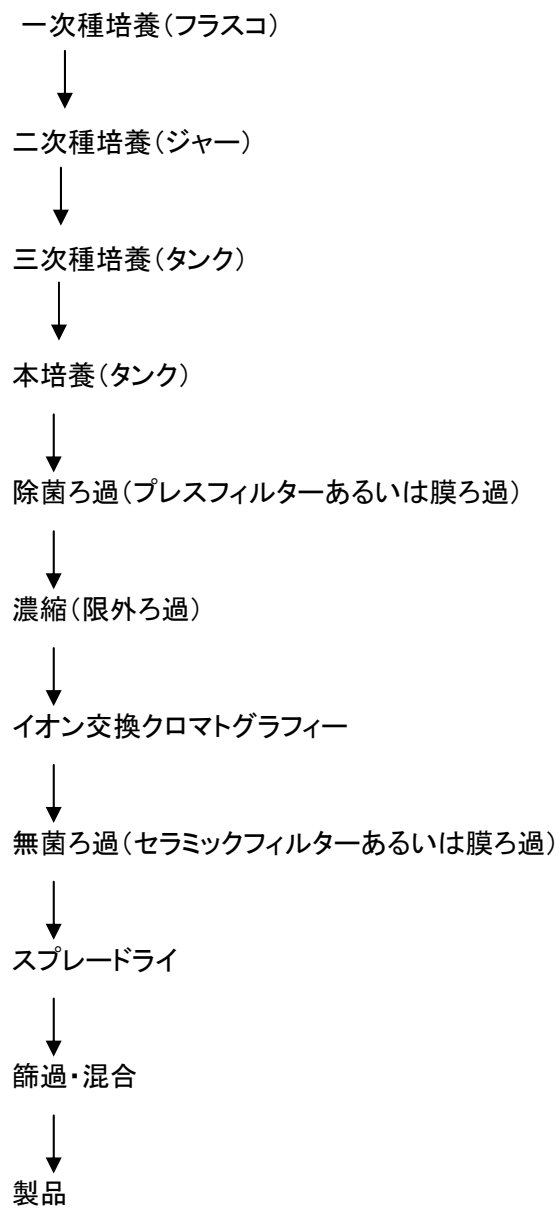 一次種培養(フラスコ)
二次種培養(ジャー)
三次種培養(タンク)
本培養(タンク)
除菌ろ過(プレスフィルターあるいは膜ろ過)
濃縮(限外ろ過)
イオン交換クロマトグラフィー
無菌ろ過(セラミックフィルターあるいは膜ろ過)
スプレードライ
篩過・混合
製品